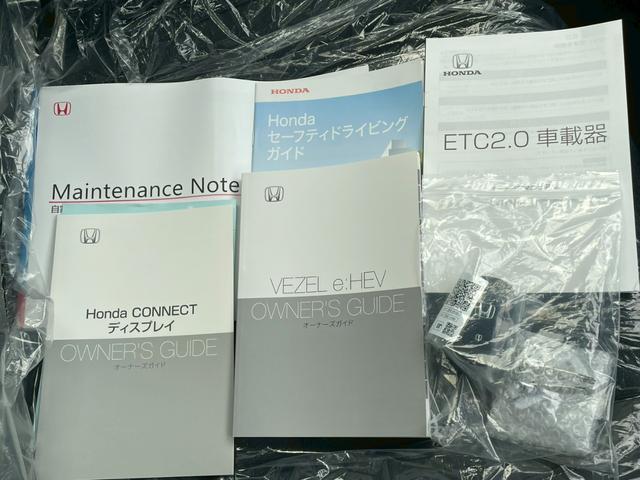 Maintenance Note
HONDA
Honda
セーフティドライビング
ガイド
HONDA
ETC2.0 車載器
Honda CONNECT
ディスプレイ
OWNER'S GUIDE
オーナーズガイド
VEZEL e:HEV
OWNER'S GUIDE
オーナーズガイド